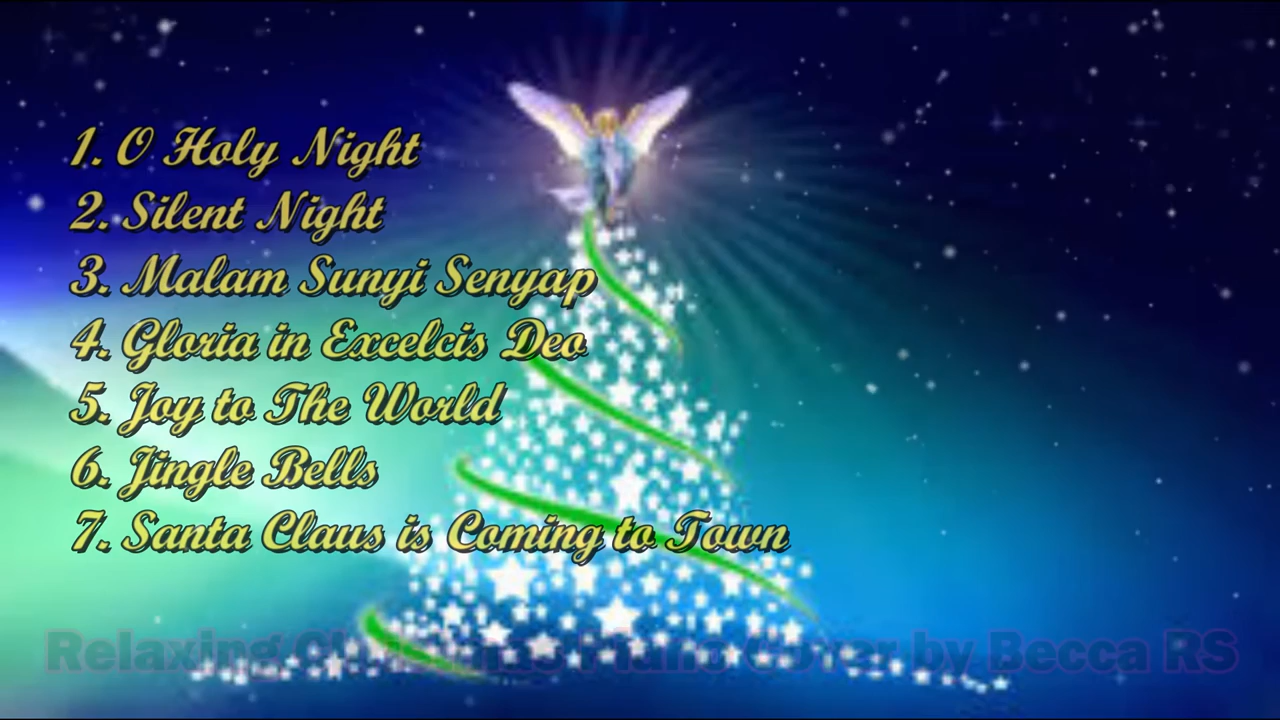 1. O Holy Night
2. Silent Night
3. Malam Sunyi Senyap
4. Gloria in Excelcis Deo
5. Joy to The World
6. Jingle Bells
7. Santa Claus is Coming to Town
Relaxing Christmas Piano Cover by Becca RS